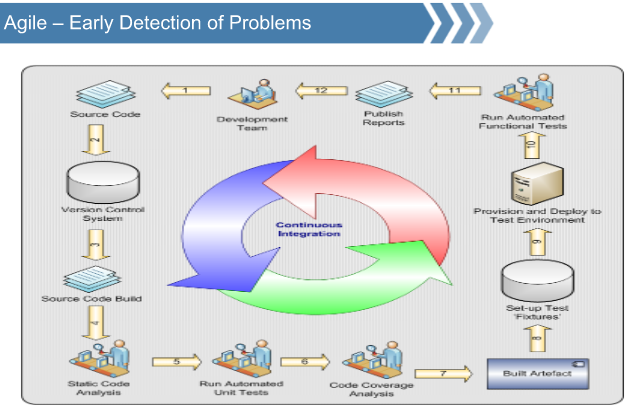 Agile – Early Detection of Problems
1
12
11
Source Code
Development
Team
Publish
Reports
Run Automated
Functional Tests
2
10
Version Control
System
Continuous
Integration
Provision and Deploy to
Test Environment
3
9
Source Code Build
Set-up Test
'Fixtures'
4
8
5
6
7
Built Artefact
Static Code
Analysis
Run Automated
Unit Tests
Code Coverage
Analysis